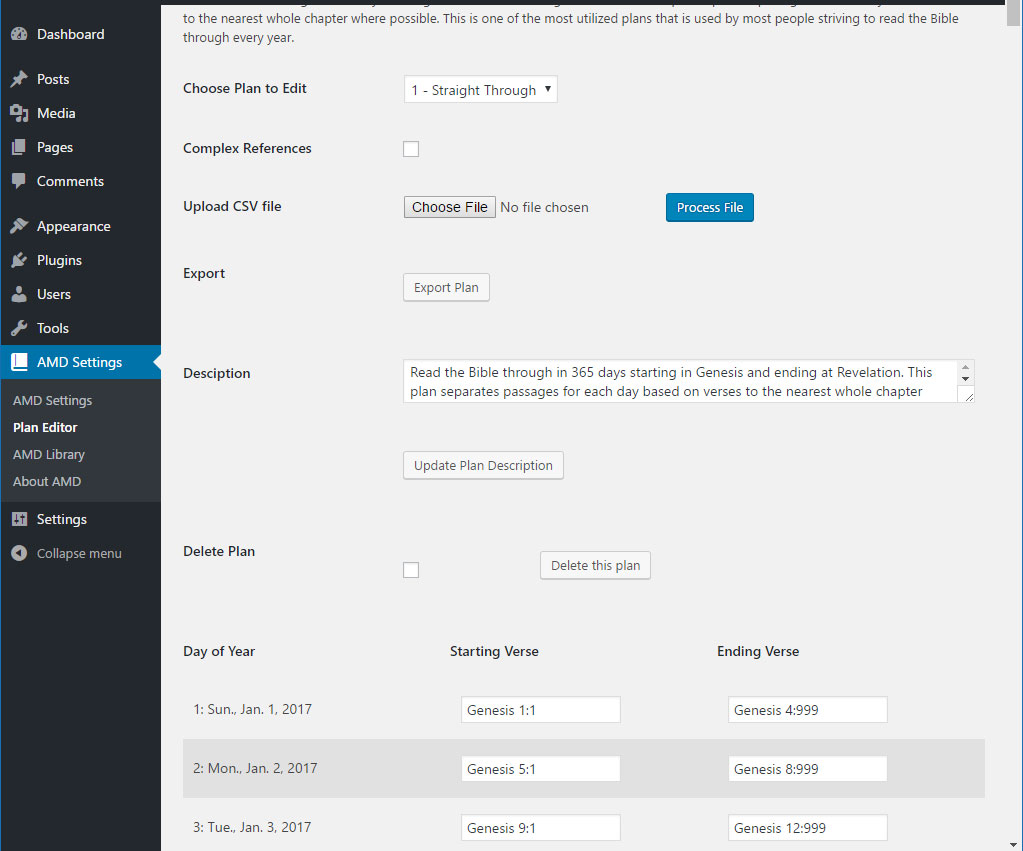 to the nearest whole chapter where possible. This is one of the most utilized plans that is used by most people striving to read the Bible
through every year.
Dashboard
Posts
Media
Pages
Comments
Appearance
Plugins
Users
Tools
AMD Settings
AMD Settings
Plan Editor
AMD Library
About AMD
Settings
Collapse menu
Choose Plan to Edit
1 - Straight Through
Complex References
Upload CSV file
Choose File No file chosen
Process File
Export
Export Plan
Desciption
Read the Bible through in 365 days starting in Genesis and ending at Revelation. This
plan separates passages for each day based on verses to the nearest whole chapter
Update Plan Description
Delete Plan
Delete this plan
Day of Year Starting Verse Ending Verse
1: Sun., Jan. 1, 2017 Genesis 1:1 Genesis 4:999
2: Mon., Jan. 2, 2017 Genesis 5:1 Genesis 8:999
3: Tue., Jan. 3, 2017 Genesis 9:1 Genesis 12:999